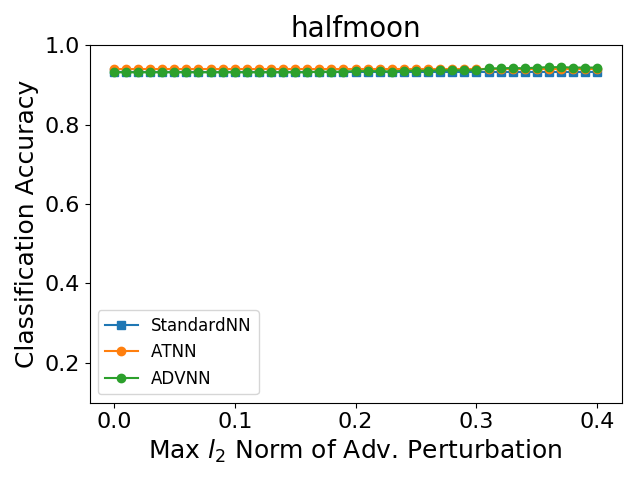 halfmoon
Classification Accuracy
1.0
0.8
0.6
0.4
0.2
StandardNN
ATNN
ADVNN
0.0 0.1 0.2 0.3 0.4
Max l₂ Norm of Adv. Perturbation